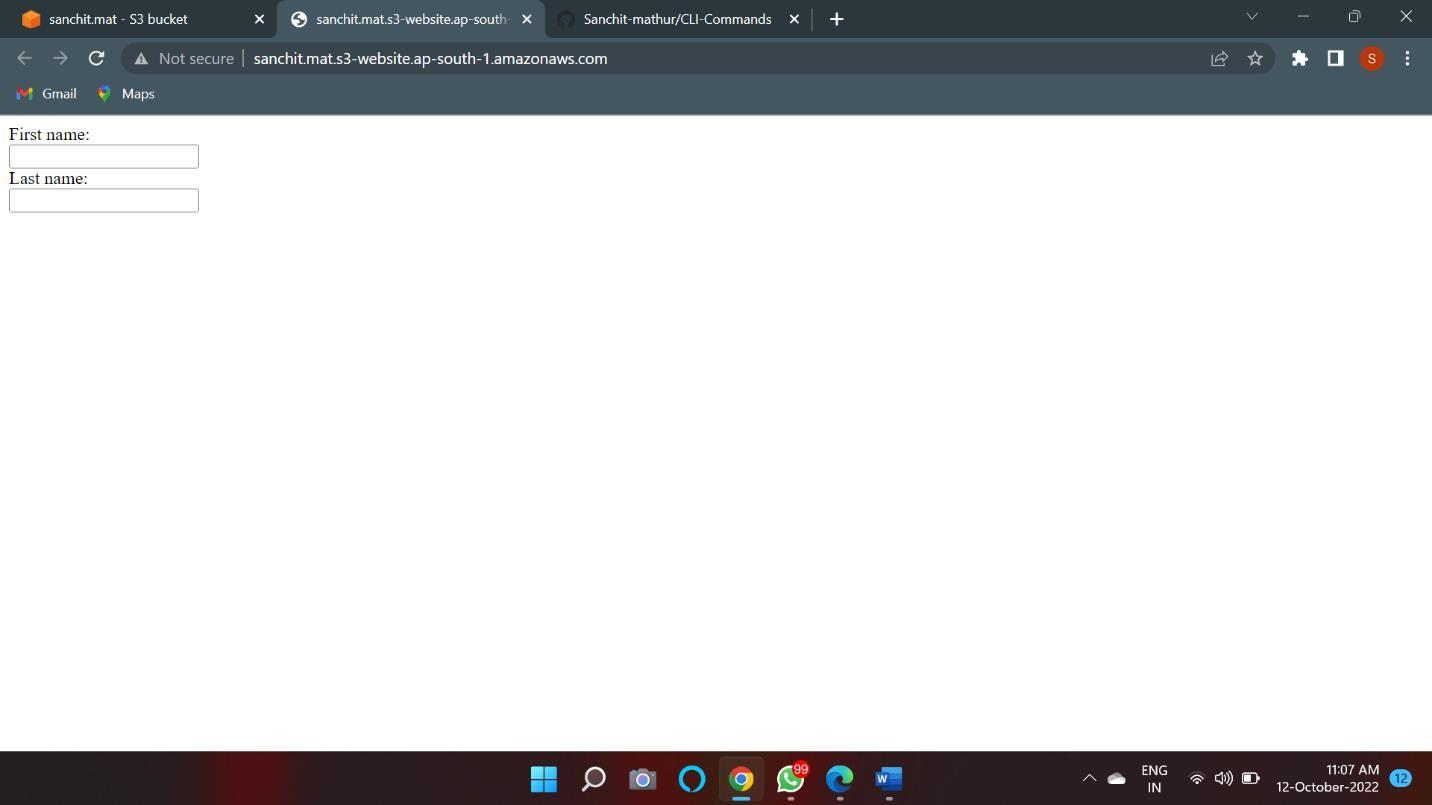 sanchit.mat - S3 bucket
sanchit.mat.s3-website.ap-south-
Sanchit-mathur/CLI-Commands
Not secure
sanchit.mat.s3-website.ap-south-1.amazonaws.com
S
Gmail
Maps
First name:
Last name:
99
W
ENG
IN
11:07 AM
12-October-2022
12